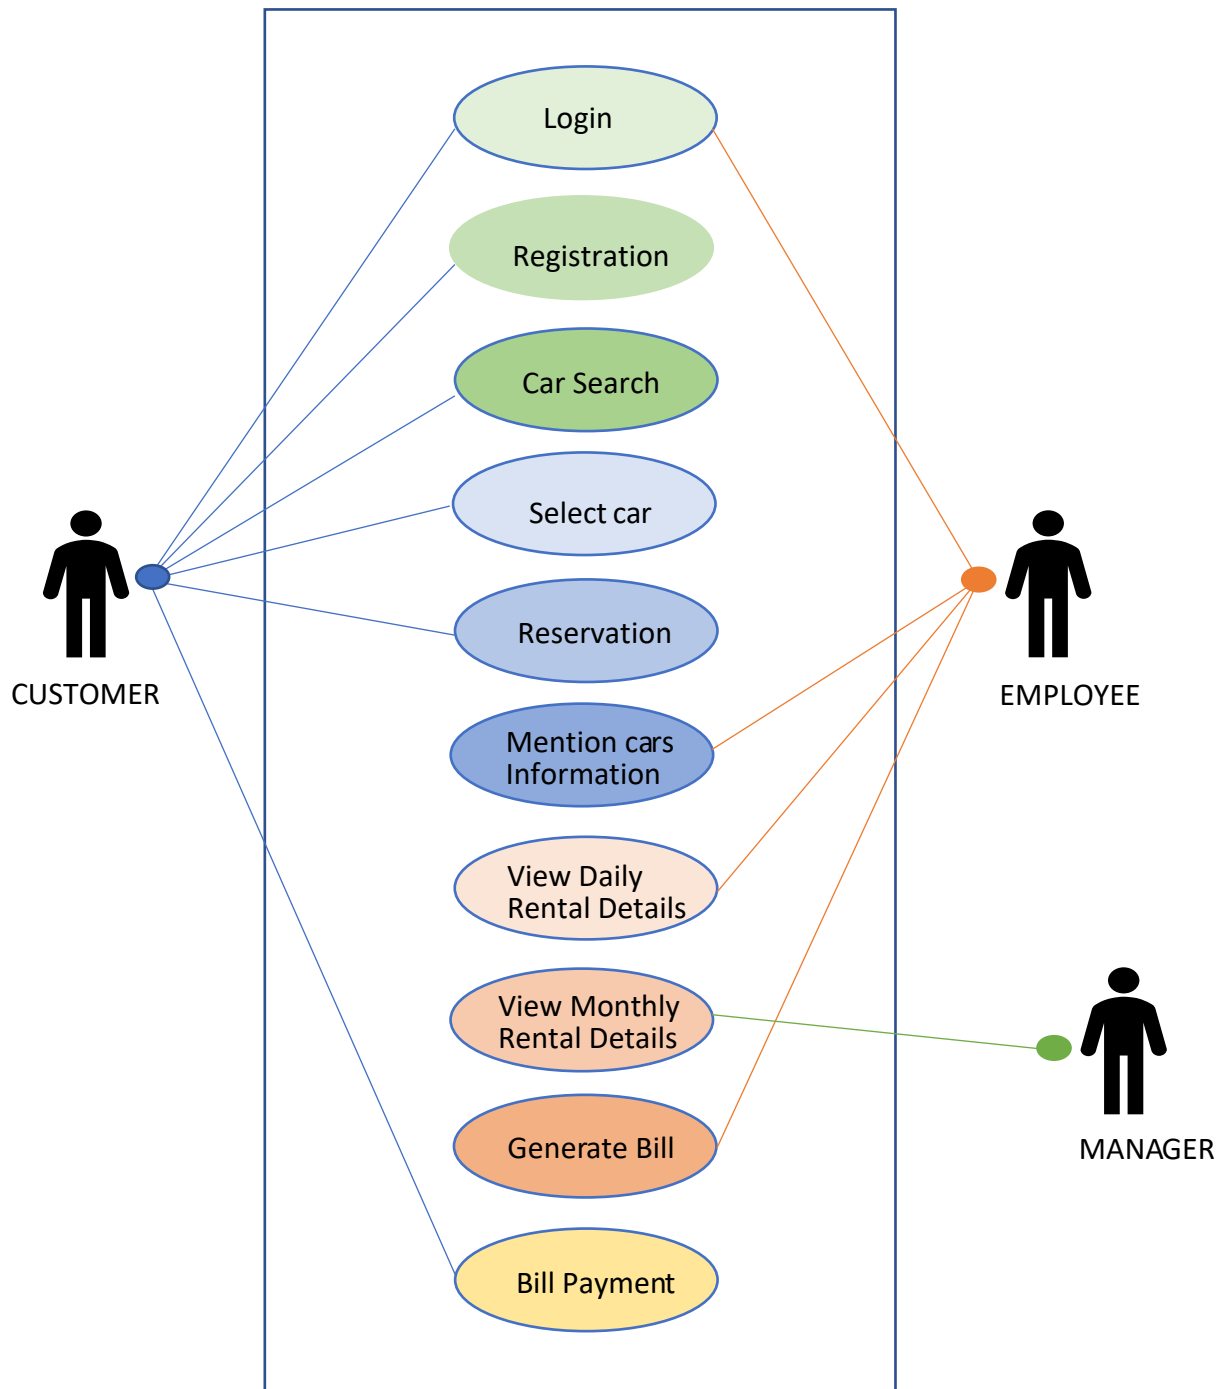 Login
Registration
Car Search
Select car
Reservation
CUSTOMER
EMPLOYEE
Mention cars
Information
View Daily
Rental Details
View Monthly
Rental Details
Generate Bill
MANAGER
Bill Payment